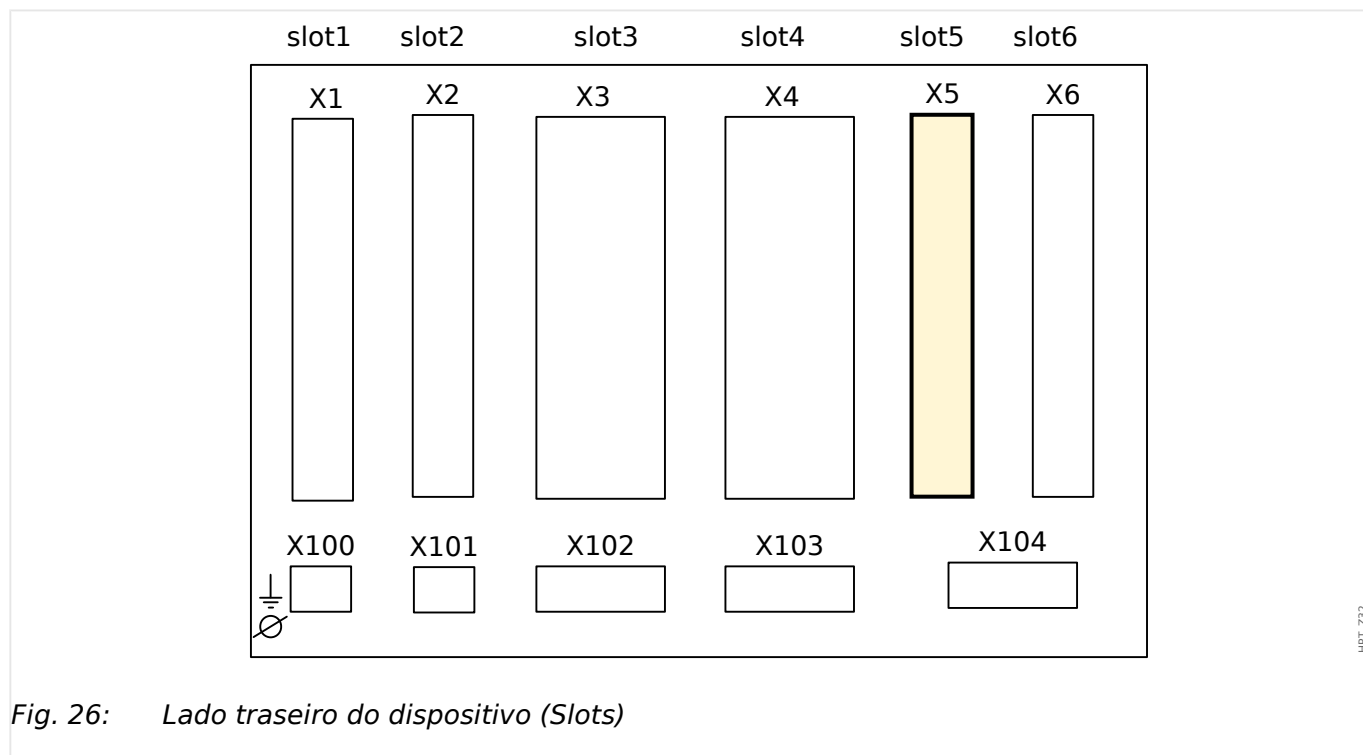 slot1 slot2 slot3 slot4 slot5 slot6
X1 X2 X3 X4 X5 X6
X100 X101 X102 X103 X104
Fig. 26: Lado traseiro do dispositivo (Slots)